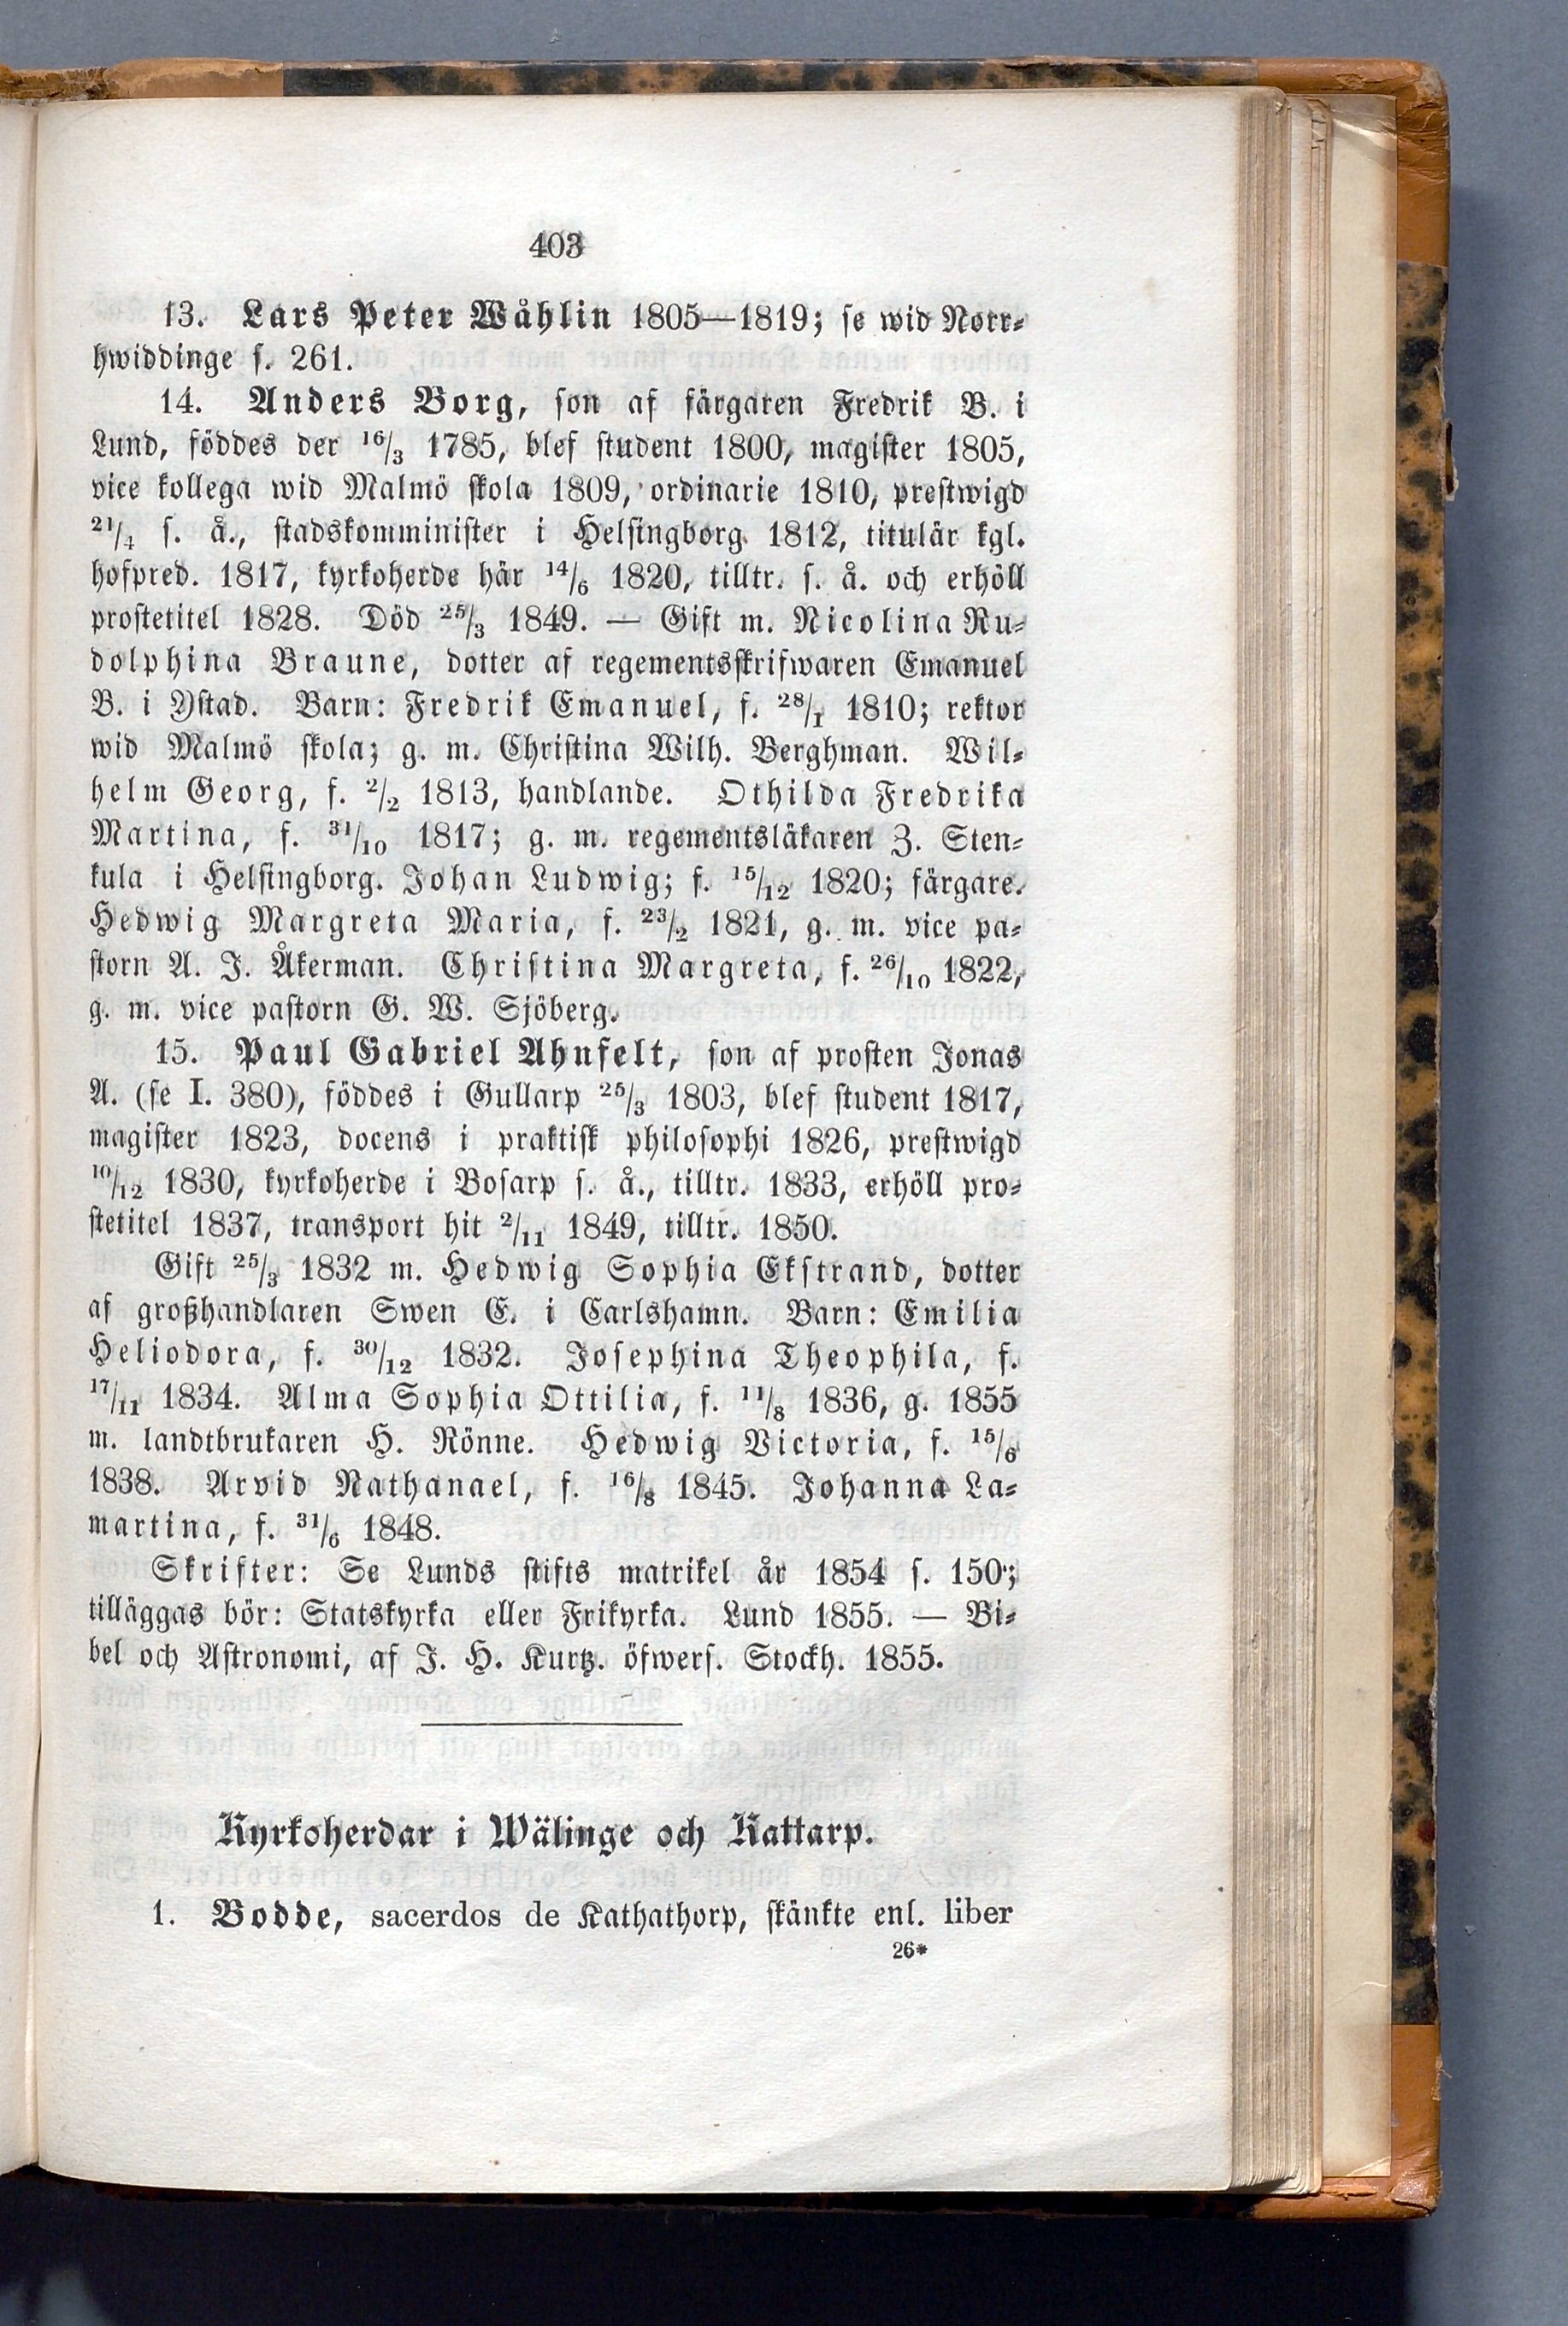 403
13. Lars Peter Wåhlin 1805—1819; se wid Norr-
hwiddinge s. 261.
14. Anders Borg, son af färgaren Fredrik B. i
Lund, föddes der 16/3 1785, blef student 1800, magister 1805,
vice kollega wid Malmö skola 1809, ordinarie 1810, prestwigd
21/4 s. å., stadskomminister i Helsingborg 1812, titulär kgl.
hofpred. 1817, kyrkoherde här 14/6 1820, tilltr. s. å. och erhöll
prostetitel 1828. Död 25/3 1849. — Gift m. Nicolina Ru-
dolphina Braune, dotter af regementsskrifwaren Emanuel
B. i Ystad. Barn: Fredrik Emanuel, f. 28/1 1810; rektor
wid Malmö skola; g. m. Christina Wilh. Berghman. Wil-
helm Georg, f. 2/2 1813, handlande. Othilda Fredrika
Martina, f. 31/10 1817; g. m. regementsläkaren Z. Sten-
kula i Helsingborg. Johan Ludwig; f. 15/12 1820; färgare.
Hedwig Margreta Maria, f. 23/2 1821, g. m. vice pa-
storn A. J. Åkerman. Christina Margreta, f. 26/10 1822,
g. m. vice pastorn G. W. Sjöberg.
15. Paul Gabriel Ahnfelt, son af prosten Jonas
A. (se I. 380), föddes i Gullarp 25/3 1803, blef student 1817,
magister 1823, docens i praktisk philosophi 1826, prestwigd
10/12 1830, kyrkoherde i Bosarp s. å., tilltr. 1833, erhöll pro-
stetitel 1837, transport hit 2/11 1849, tilltr. 1850.
Gift 25/3 1832 m. Hedwig Sophia Ekstrand, dotter
af großhandlaren Swen E. i Carlshamn. Barn: Emilia
Heliodora, f. 30/12 1832. Josephina Theophila, f.
17/11 1834. Alma Sophia Ottilia, f. 11/8 1836, g. 1855
m. landtbrukaren H. Rönne. Hedwig Victoria, f. 15/6
1838. Arvid Nathanael, f. 16/8 1845. Johanna La-
martina, f. 31/6 1848.
Skrifter: Se Lunds stifts matrikel år 1854 s. 150;
tilläggas bör: Statskyrka eller Frikyrka. Lund 1855. — Bi-
bel och Astronomi, af J. H. Kurtz. öfwers. Stockh. 1855.
Kyrkoherdar i Wälinge och Kattarp.
1. Bodde, sacerdos de Kathathorp, skänkte enl. liber
26*